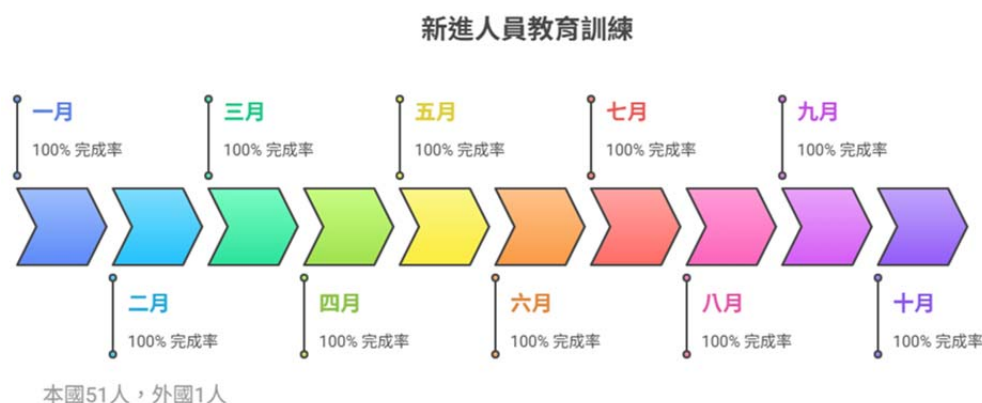 新進人員教育訓練
一月
100% 完成率
三月
100% 完成率
五月
100% 完成率
七月
100% 完成率
九月
100% 完成率
二月
100% 完成率
四月
100% 完成率
六月
100% 完成率
八月
100% 完成率
十月
100% 完成率
本國51人，外國1人